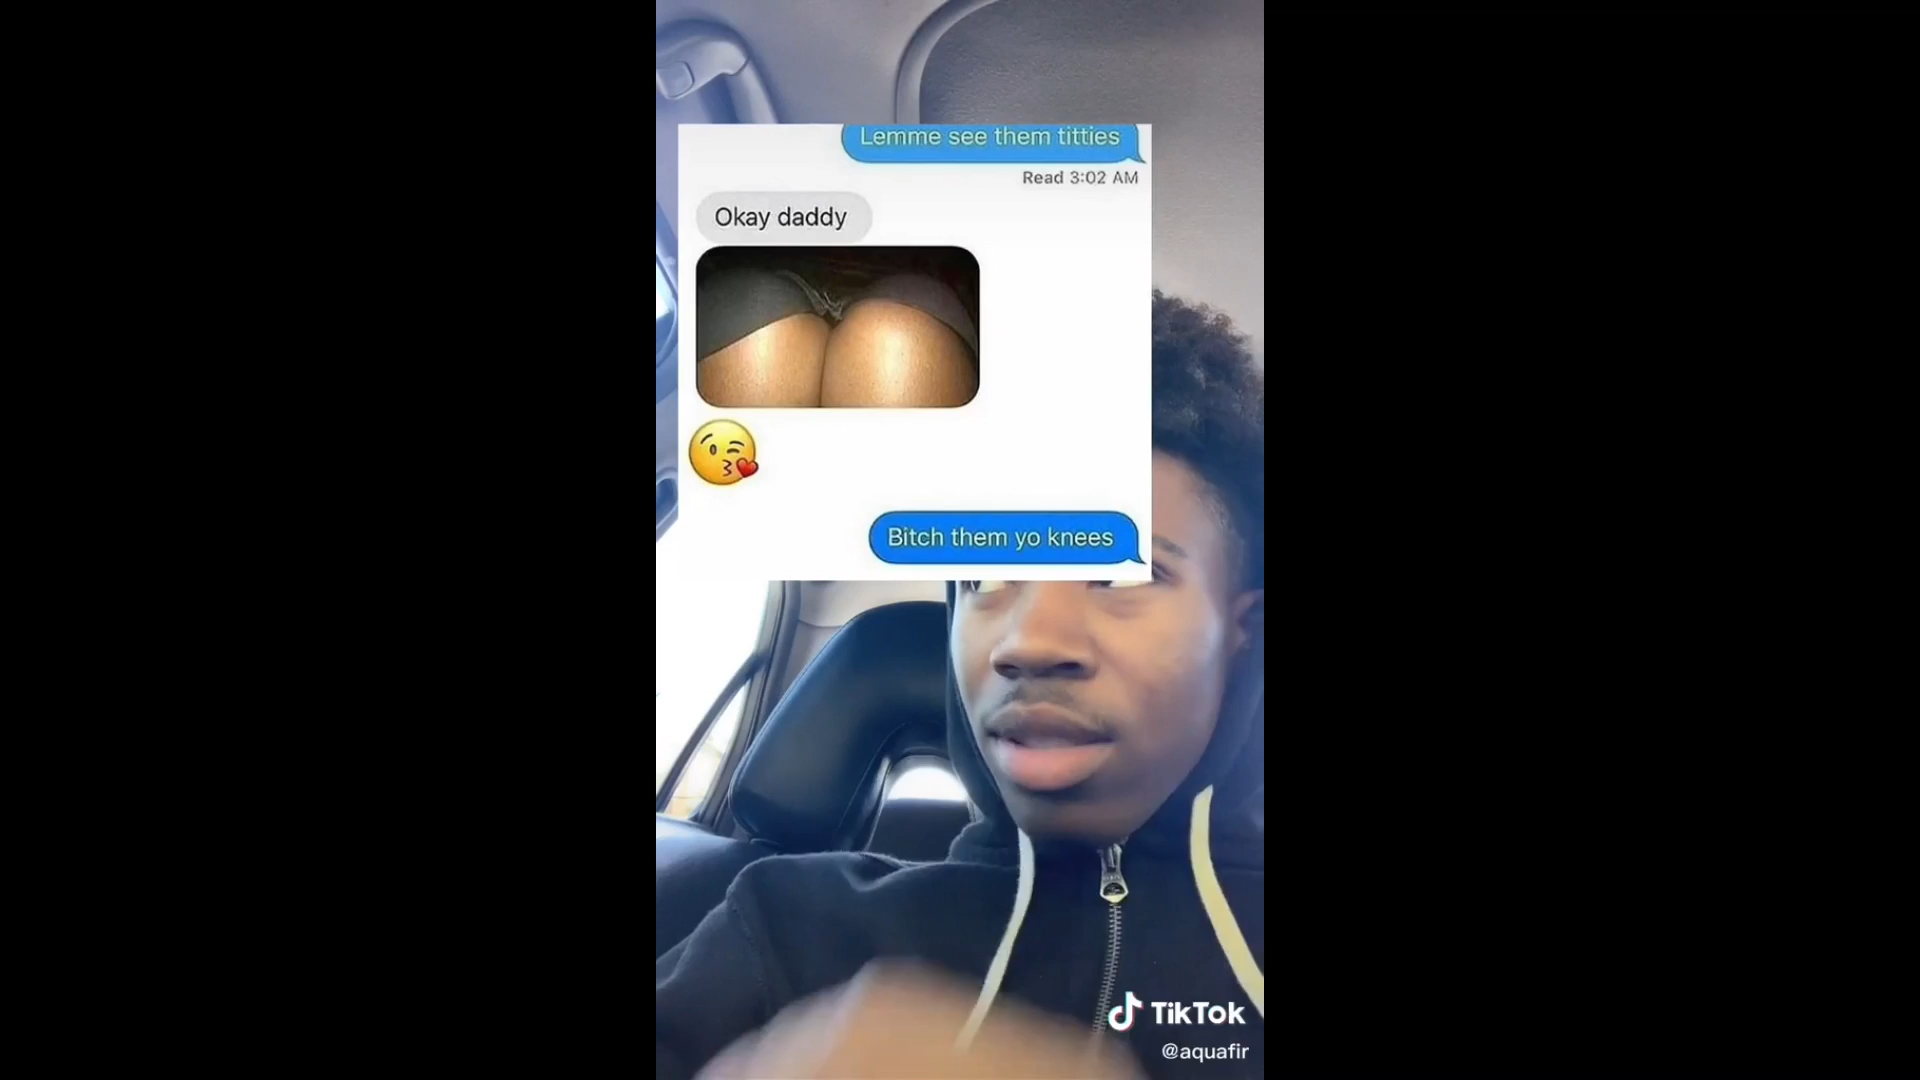 Lemme see them titties
Read 3:02 AM
Okay daddy
Bitch them yo knees
TikTok
@aquafir